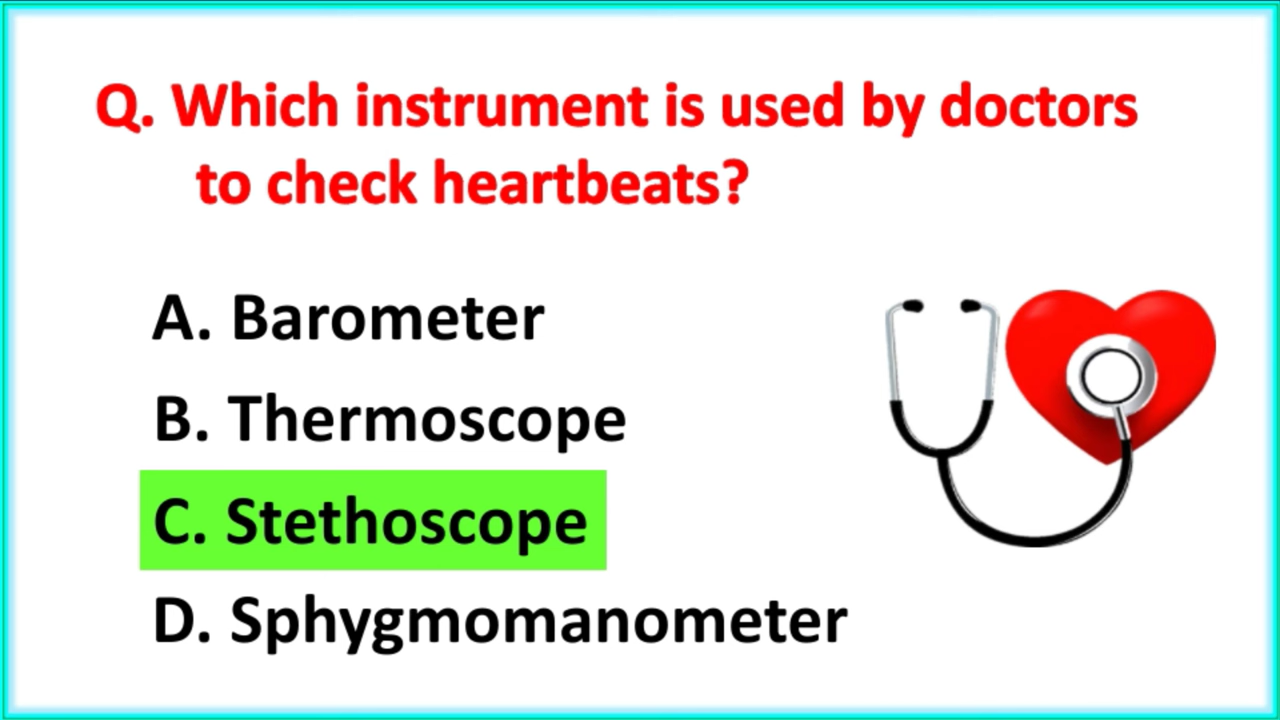 Q. Which instrument is used by doctors
to check heartbeats?
A. Barometer
B. Thermoscope
C. Stethoscope
D. Sphygmomanometer